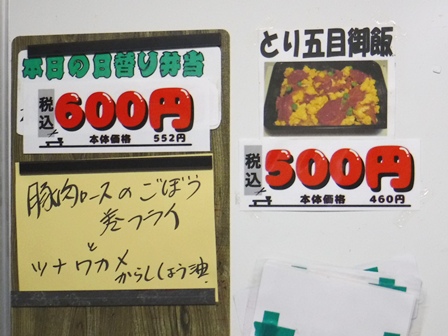 本日の日替り弁当
税込 600円
本体価格 552円
豚肉ロースのごぼう
巻フライ
と
ツナワカメ
からししょう油
とり五目御飯
税込 500円
本体価格 460円